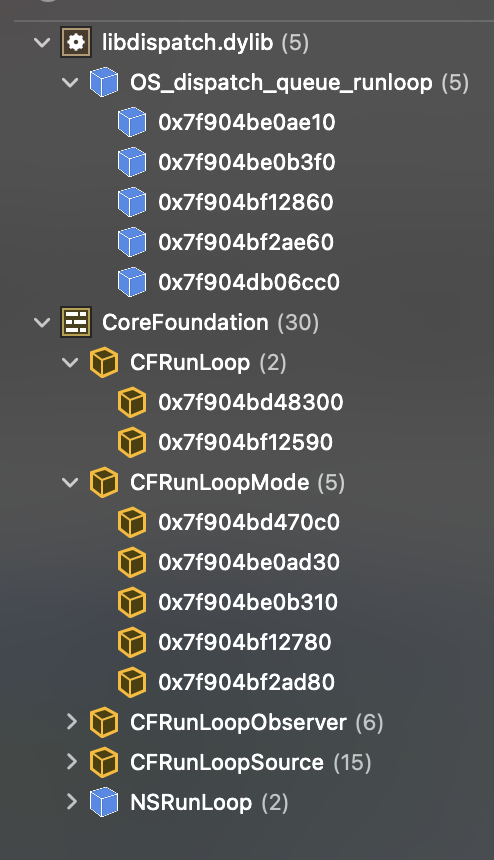 libdispatch.dylib (5)
OS_dispatch_queue_runloop (5)
0x7f904be0ae10
0x7f904be0b3f0
0x7f904bf12860
0x7f904bf2ae60
0x7f904db06cc0
CoreFoundation (30)
CFRunLoop (2)
0x7f904bd48300
0x7f904bf12590
CFRunLoopMode (5)
0x7f904bd470c0
0x7f904be0ad30
0x7f904be0b310
0x7f904bf12780
0x7f904bf2ad80
CFRunLoopObserver (6)
CFRunLoopSource (15)
NSRunLoop (2)